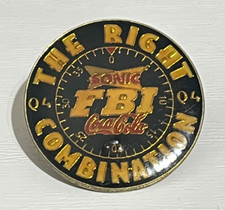 THE RIGHT
SONIC
Q4 FBI Q4
Coca-Cola
COMBINATION